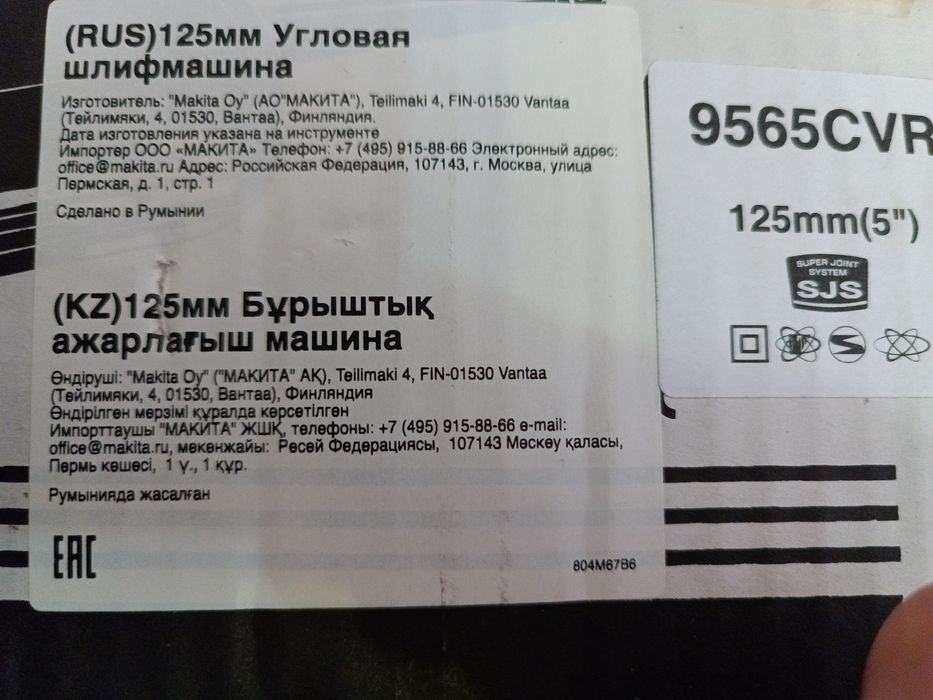 (RUS)125мм Угловая
шлифмашина
Изготовитель: "Makita Oy" (АО"МАКИТА"), Teilimaki 4, FIN-01530 Vantaa
(Тейлимяки, 4, 01530, Вантаа), Финляндия.
Дата изготовления указана на инструменте
Импортер ООО «МАКИТА» Телефон: +7 (495) 915-88-66 Электронный адрес:
office@makita.ru Адрес: Российская Федерация, 107143, г. Москва, улица
Пермская, д. 1, стр. 1
Сделано в Румынии
(KZ)125мм Бұрыштық
ажарлағыш машина
Өндіруші: "Makita Oy" ("МАКИТА" АҚ), Teilimaki 4, FIN-01530 Vantaa
(Тейлимяки, 4, 01530, Вантаа), Финляндия
Өндірілген мерзімі құралда көрсетілген
Импорттаушы "МАКИТА" ЖШҚ, телефоны: +7 (495) 915-88-66 e-mail:
office@makita.ru, мекенжайы: Ресей Федерациясы, 107143 Мәскеу қаласы,
Пермь көшесі, 1 ү., 1 құр.
Румынияда жасалған
EAC
804M67B6
9565CVR
125mm(5")
SUPER JOINT
SYSTEM
SJS